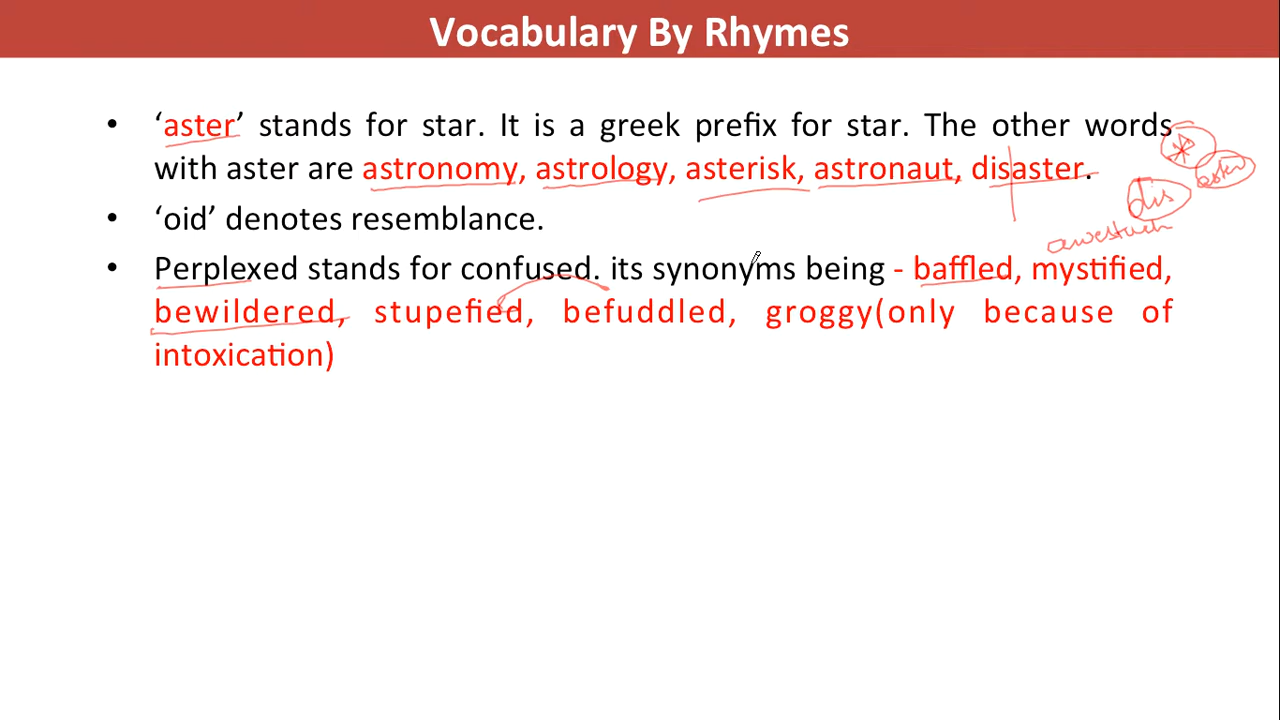 Vocabulary By Rhymes
• ‘aster’ stands for star. It is a greek prefix for star. The other words
with aster are astronomy, astrology, asterisk, astronaut, disaster.
dis
• ‘oid’ denotes resemblance.
• Perplexed stands for confused. its synonyms being - baffled, mystified,
bewildered, stupefied, befuddled, groggy(only because of
intoxication)